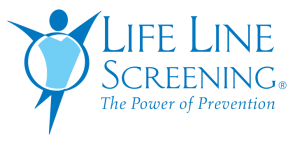 LIFE LINE
SCREENING®
The Power of Prevention